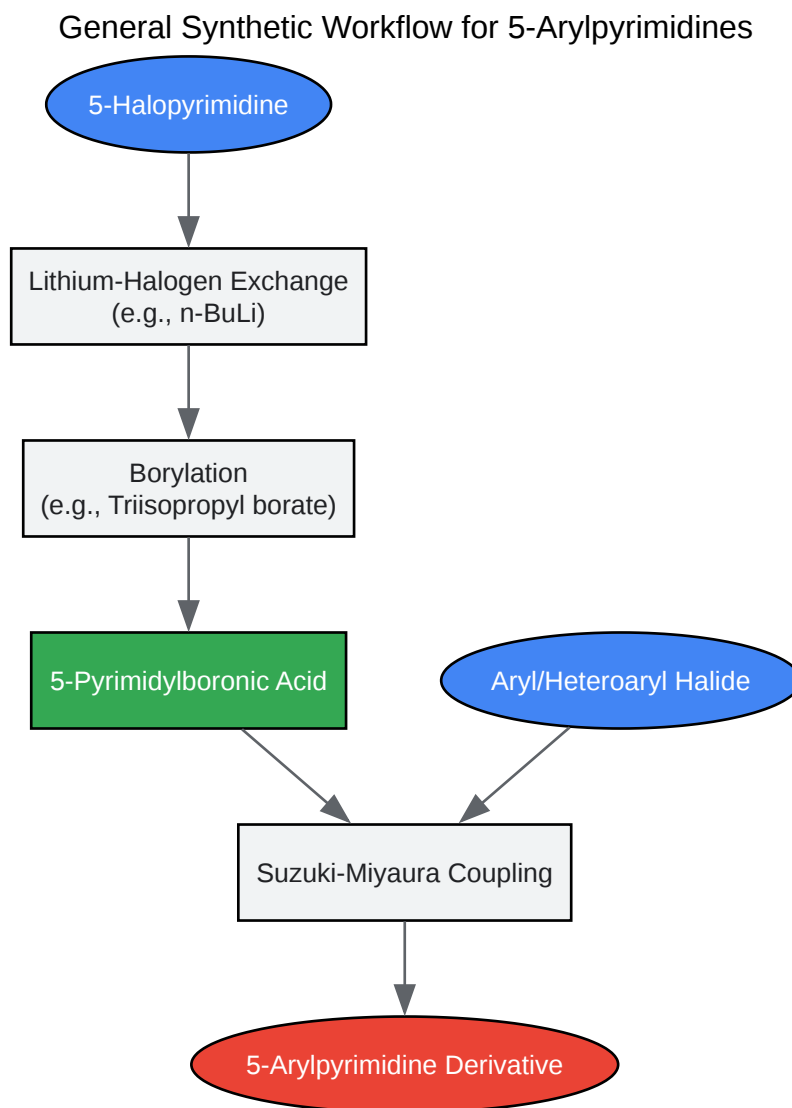 General Synthetic Workflow for 5-Arylpyrimidines
5-Halopyrimidine
Lithium-Halogen Exchange
(e.g., n-BuLi)
Borylation
(e.g., Triisopropyl borate)
5-Pyrimidylboronic Acid
Aryl/Heteroaryl Halide
Suzuki-Miyaura Coupling
5-Arylpyrimidine Derivative